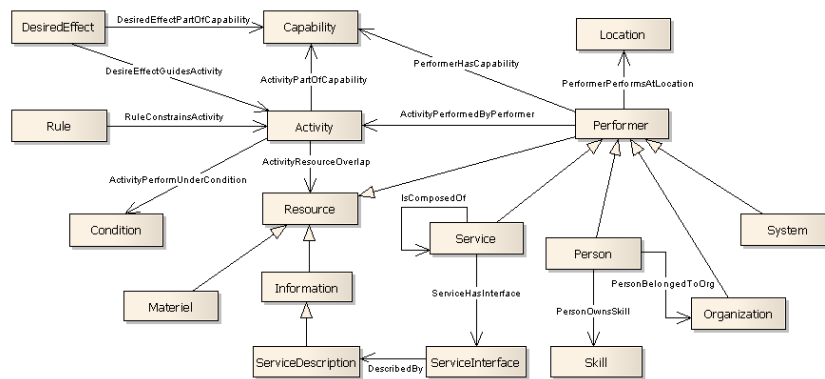 DesiredEffect
DesiredEffectPartOfCapability
Capability
Location
DesireEffectGuidesActivity
ActivityPartOfCapability
PerformerHasCapability
PerformerPerformsAtLocation
Rule
RuleConstrainsActivity
Activity
ActivityPerformedByPerformer
Performer
ActivityPerformUnderCondition
ActivityResourceOverlap
Resource
IsComposedOf
Condition
Service
Person
System
Materiel
Information
ServiceHasInterface
PersonBelongedToOrg
PersonOwnsSkill
Organization
ServiceDescription
DescribedBy
ServiceInterface
Skill